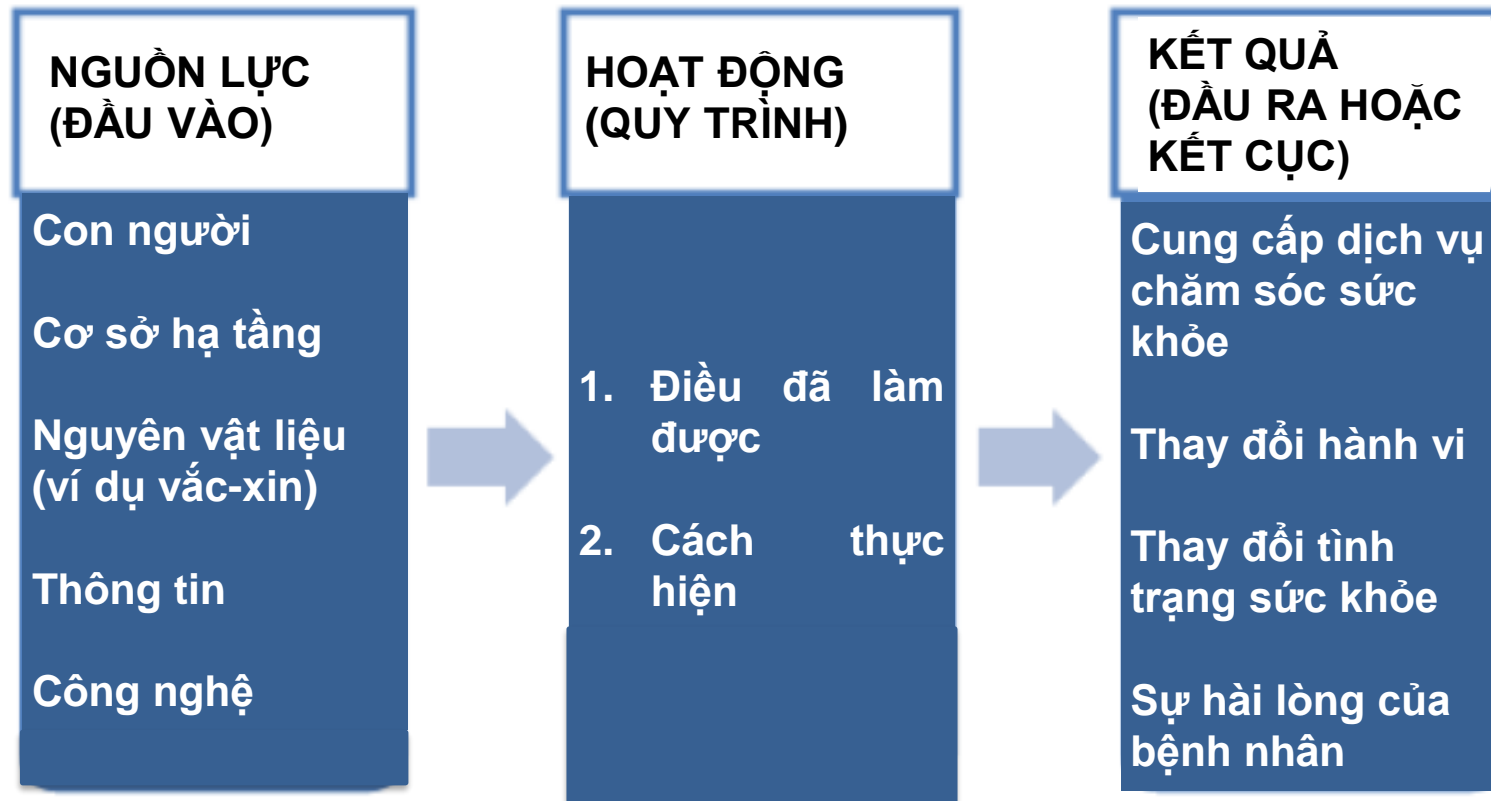 NGUỒN LỰC
(ĐẦU VÀO)
Con người
Cơ sở hạ tầng
Nguyên vật liệu
(ví dụ vắc-xin)
Thông tin
Công nghệ
HOẠT ĐỘNG
(QUY TRÌNH)
1. Điều đã làm
được
2. Cách thực
hiện
KẾT QUẢ
(ĐẦU RA HOẶC
KẾT CỤC)
Cung cấp dịch vụ
chăm sóc sức
khỏe
Thay đổi hành vi
Thay đổi tình
trạng sức khỏe
Sự hài lòng của
bệnh nhân